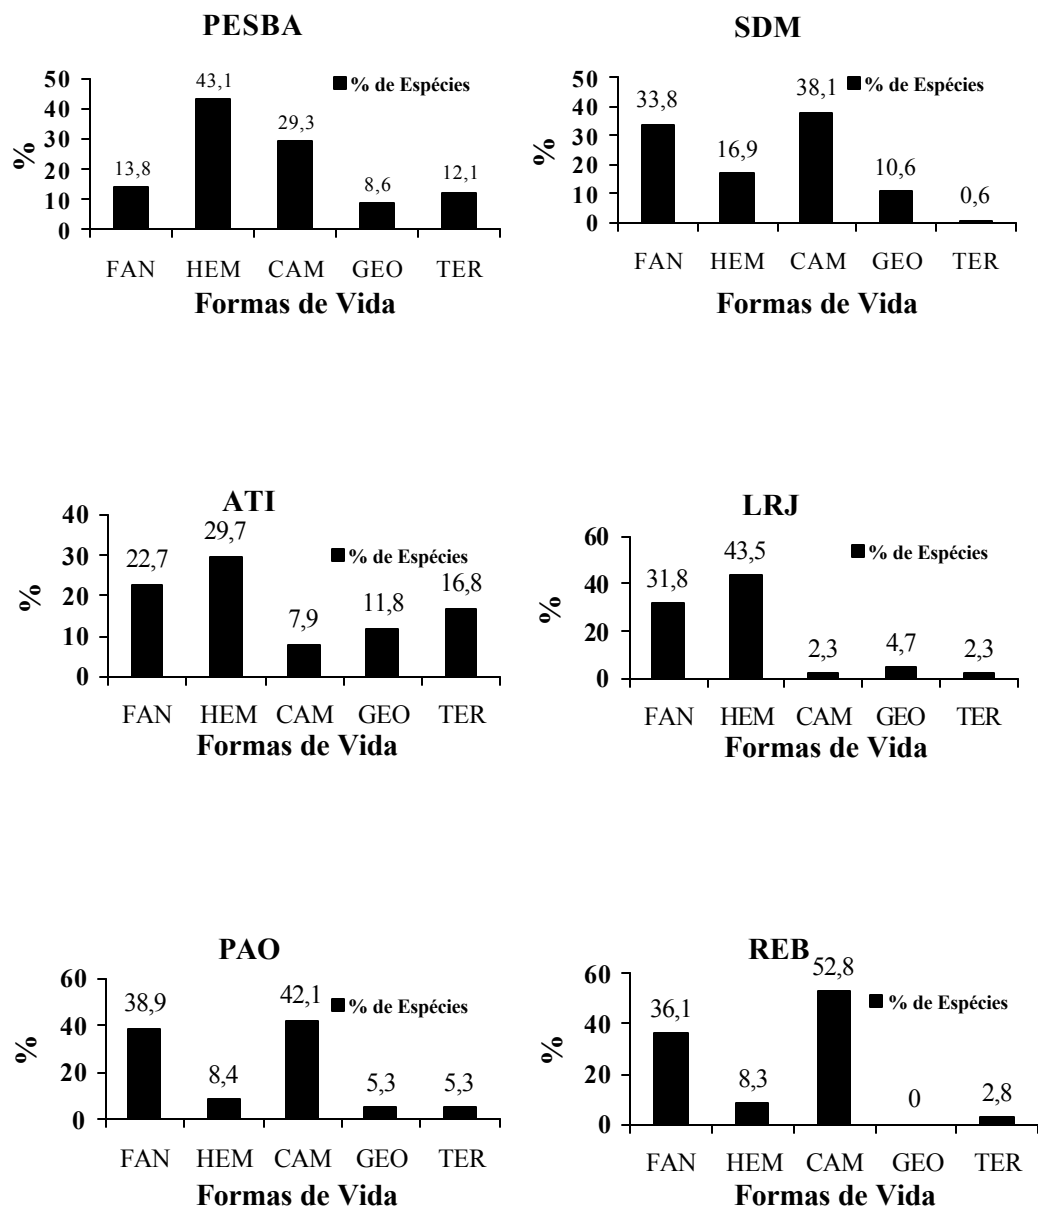 PESBA
% de Espécies
50
40
30
20
10
0
%
13,8
43,1
29,3
8,6
12,1
FAN HEM CAM GEO TER
Formas de Vida
SDM
% de Espécies
50
40
30
20
10
0
%
33,8
16,9
38,1
10,6
0,6
FAN HEM CAM GEO TER
Formas de Vida
ATI
% de Espécies
40
30
20
10
0
%
22,7
29,7
7,9
11,8
16,8
FAN HEM CAM GEO TER
Formas de Vida
LRJ
% de Espécies
60
40
20
0
%
31,8
43,5
2,3
4,7
2,3
FAN HEM CAM GEO TER
Formas de Vida
PAO
% de Espécies
60
40
20
0
%
38,9
8,4
42,1
5,3
5,3
FAN HEM CAM GEO TER
Formas de Vida
REB
% de Espécies
60
40
20
0
%
36,1
8,3
52,8
0
2,8
FAN HEM CAM GEO TER
Formas de Vida